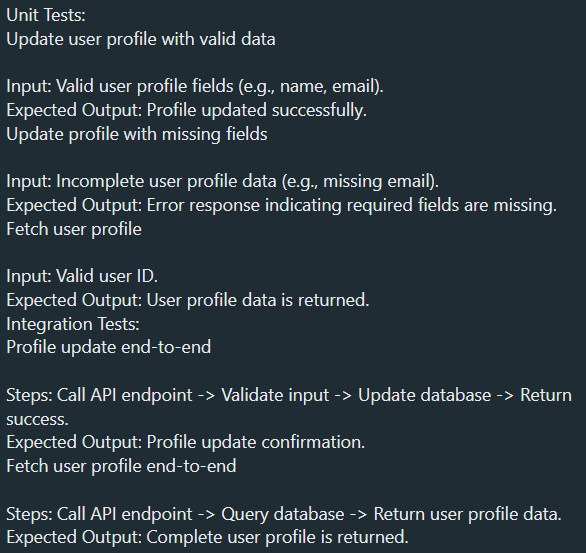 Unit Tests:
Update user profile with valid data
Input: Valid user profile fields (e.g., name, email).
Expected Output: Profile updated successfully.
Update profile with missing fields
Input: Incomplete user profile data (e.g., missing email).
Expected Output: Error response indicating required fields are missing.
Fetch user profile
Input: Valid user ID.
Expected Output: User profile data is returned.
Integration Tests:
Profile update end-to-end
Steps: Call API endpoint -> Validate input -> Update database -> Return
success.
Expected Output: Profile update confirmation.
Fetch user profile end-to-end
Steps: Call API endpoint -> Query database -> Return user profile data.
Expected Output: Complete user profile is returned.